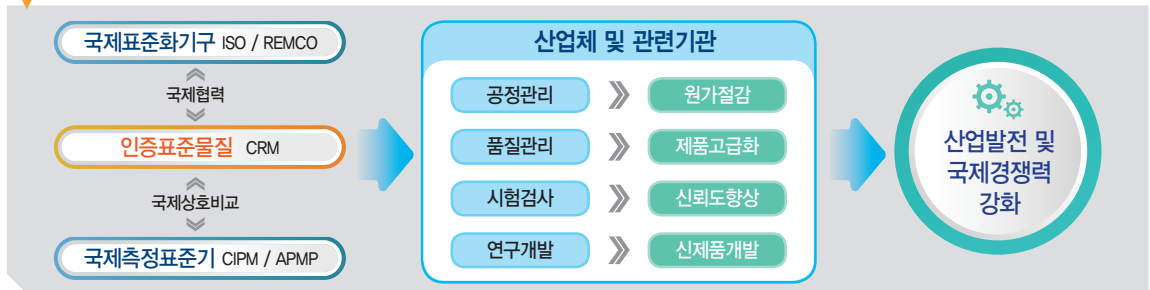 국제표준화기구 ISO / REMCO
국제협력
인증표준물질 CRM
국제상호비교
국제측정표준기 CIPM / APMP
산업체 및 관련기관
공정관리 원가절감
품질관리 제품고급화
시험검사 신뢰도향상
연구개발 신제품개발
산업발전 및
국제경쟁력
강화